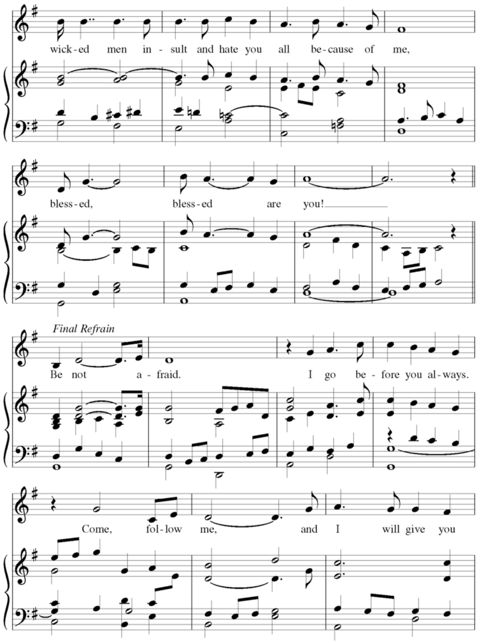 wick-ed men in-sult and hate you all be-cause of me,
bless-ed, bless-ed are you!
Final Refrain
Be not a-fraid. I go be-fore you al-ways.
Come, fol-low me, and I will give you